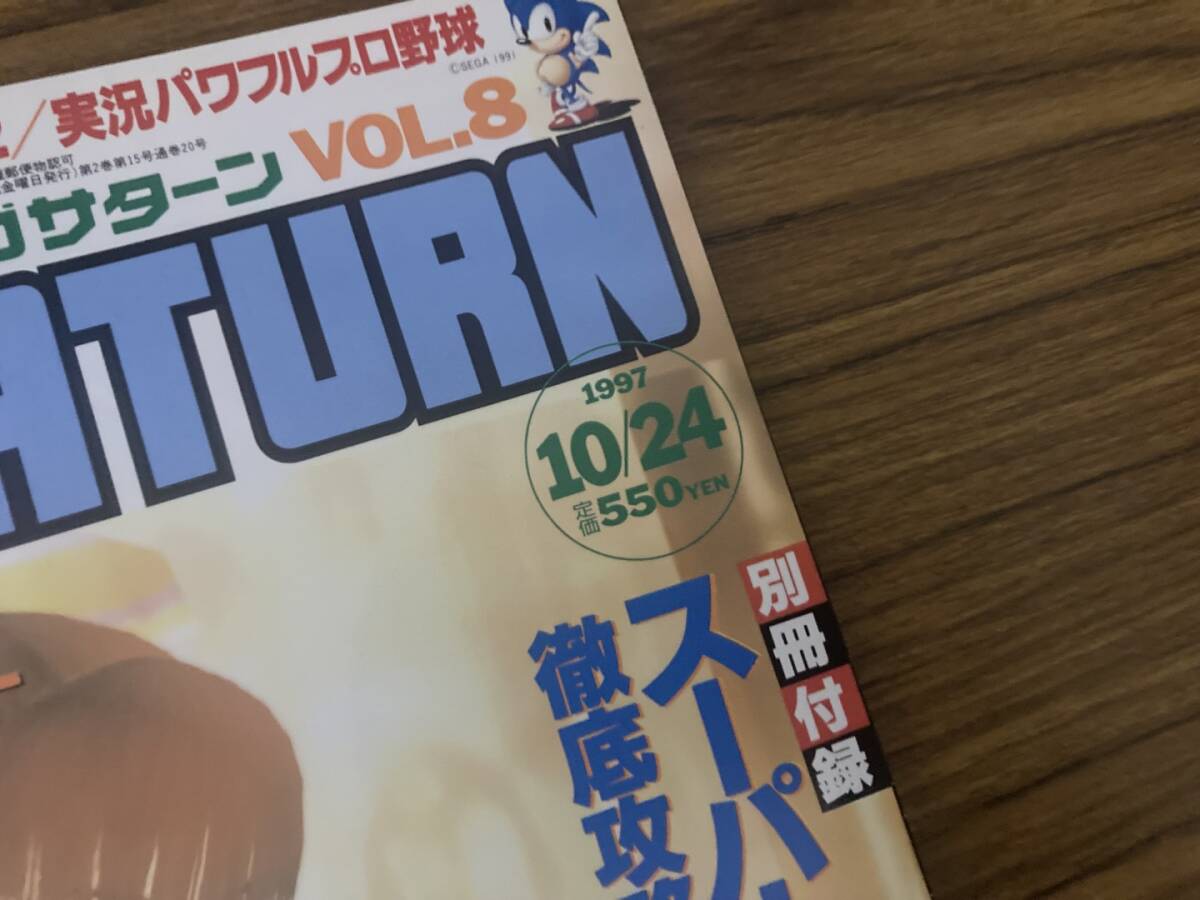 /実況パワフルプロ野球
©SEGA 1991
種郵便物認可
金曜日発行)第2巻第15号通巻20号
ガサターン VOL.8
ATURN
1997
10/24
定価550YEN
別冊付録
スーパ
徹底攻略